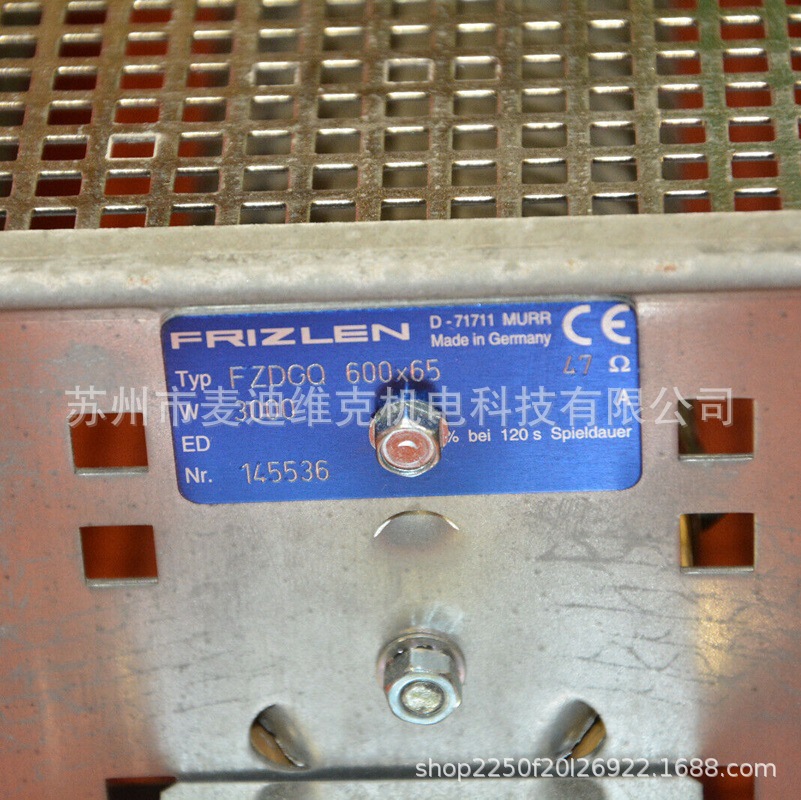 FRIZLEN D-71711 MURR
Made in Germany CE
Typ FZDGQ 600x65 47 Ω
苏州市麦迪维克机电科技有限公司
W 3000 A
ED % bei 120 s Spieldauer
Nr. 145536
shop2250f20l26922.1688.com